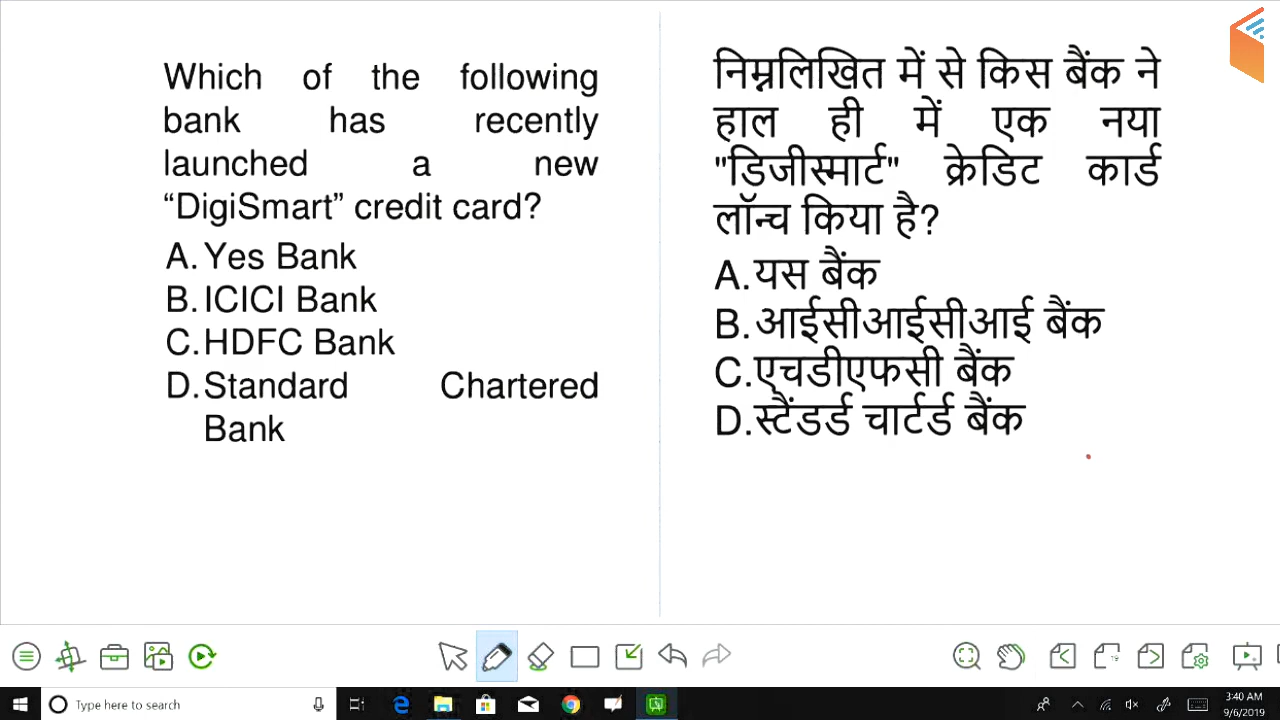 Which of the following
bank has recently
launched a new
“DigiSmart” credit card?
A. Yes Bank
B. ICICI Bank
C. HDFC Bank
D. Standard Chartered
Bank
निम्नलिखित में से किस बैंक ने
हाल ही में एक नया
"डिजीस्मार्ट" क्रेडिट कार्ड
लॉन्च किया है?
A. यस बैंक
B. आईसीआईसीआई बैंक
C. एचडीएफसी बैंक
D. स्टैंडर्ड चार्टर्ड बैंक
19
Type here to search
3:40 AM
9/6/2019